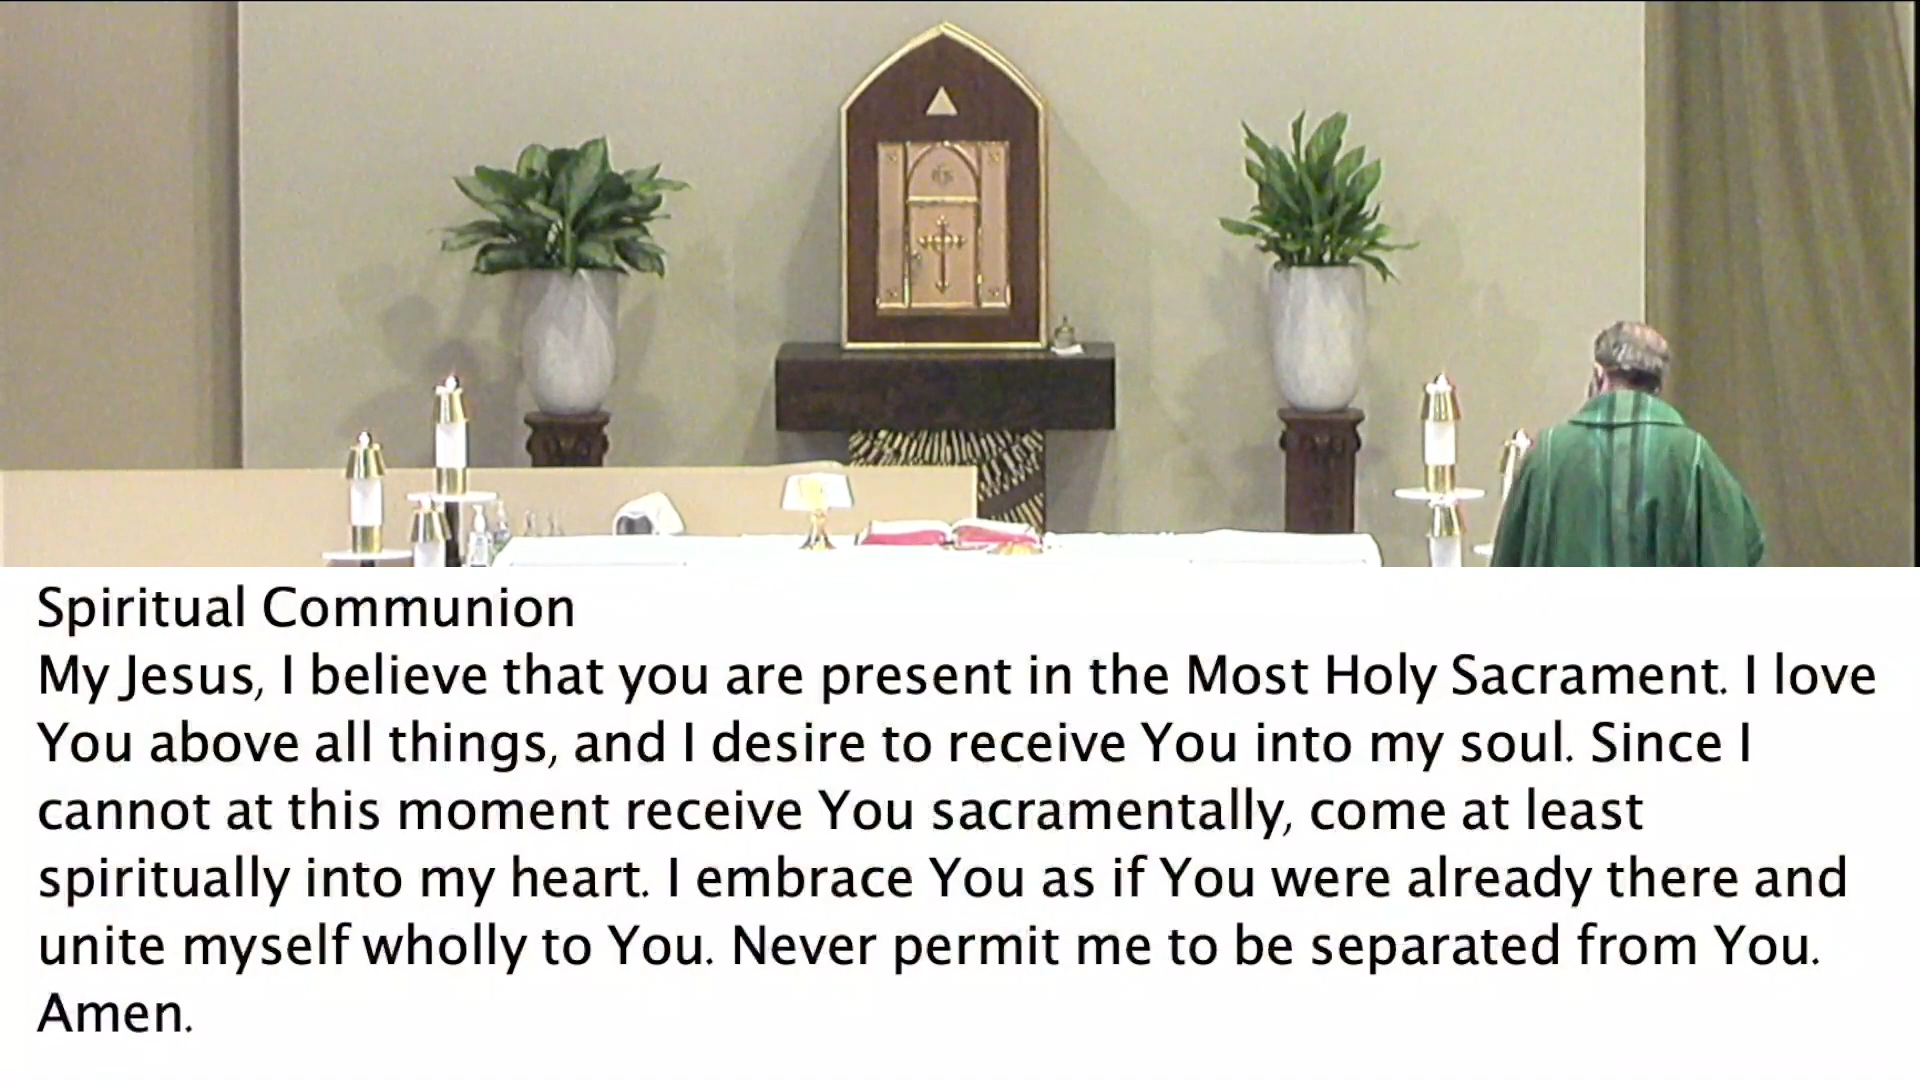 Spiritual Communion
My Jesus, I believe that you are present in the Most Holy Sacrament. I love
You above all things, and I desire to receive You into my soul. Since I
cannot at this moment receive You sacramentally, come at least
spiritually into my heart. I embrace You as if You were already there and
unite myself wholly to You. Never permit me to be separated from You.
Amen.